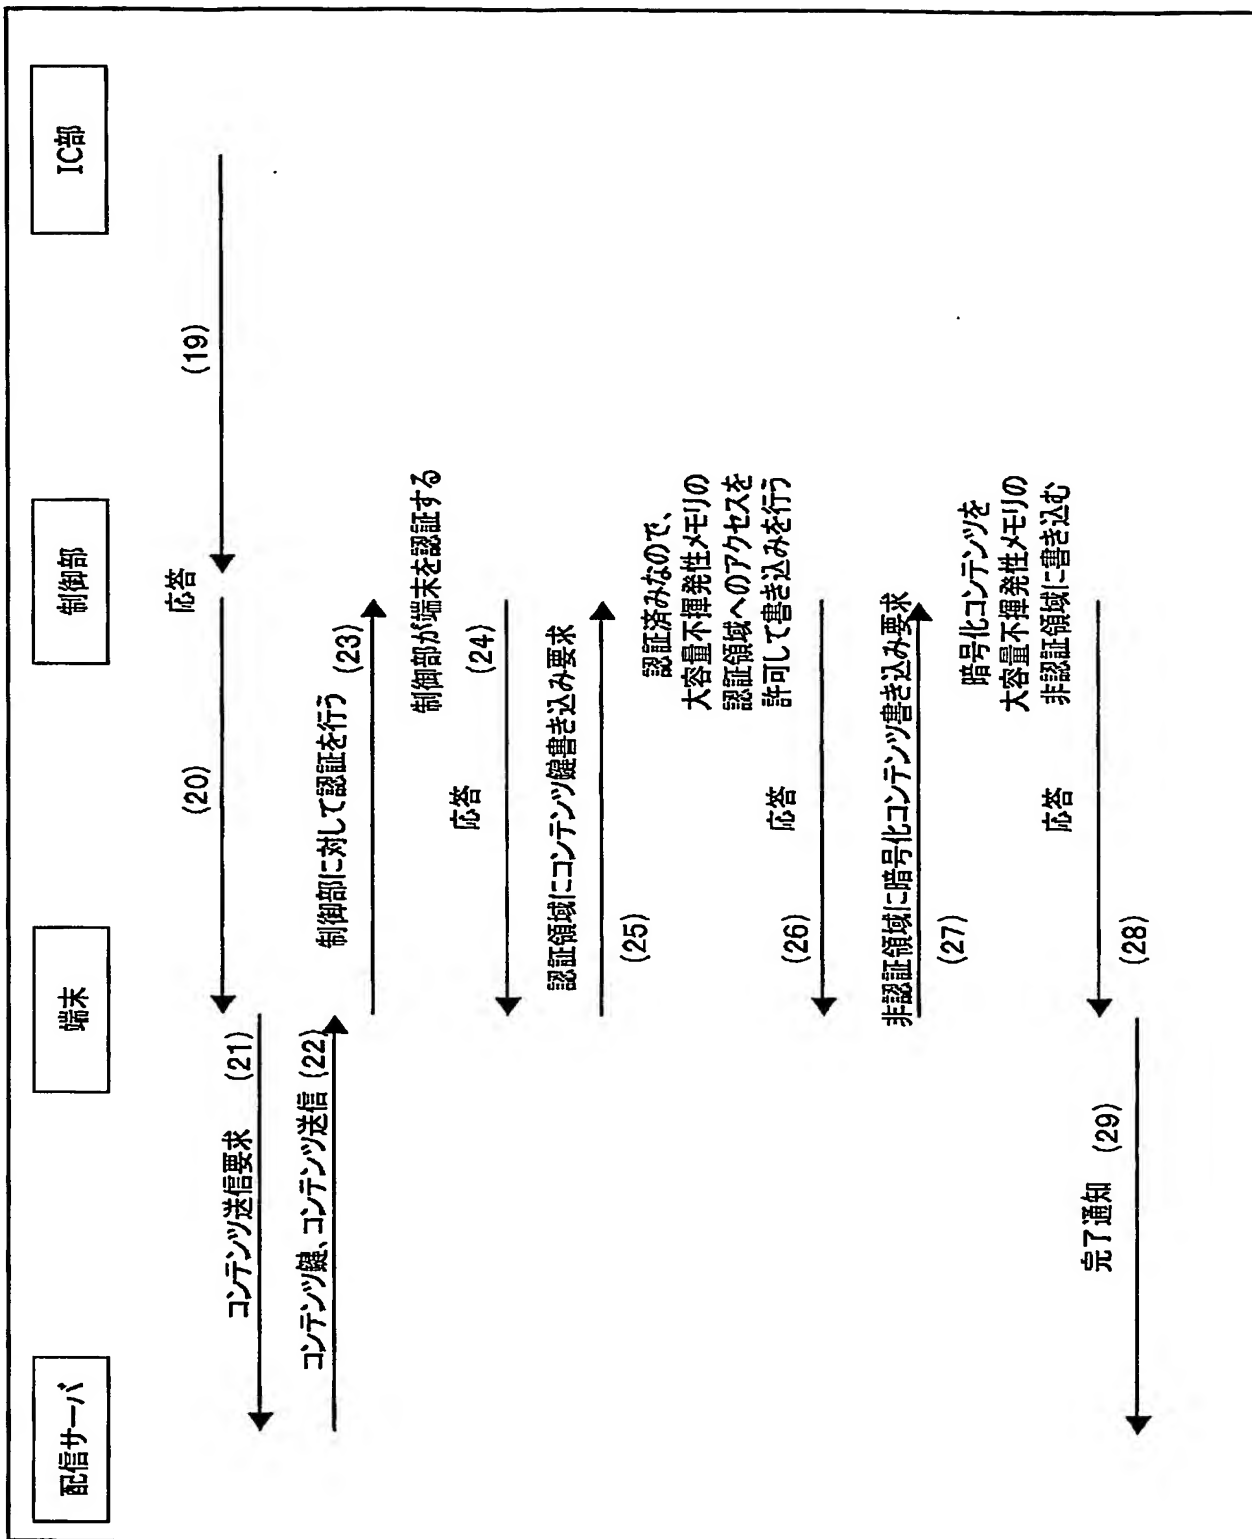 配信サーバ
端末
制御部
IC部
(19)
応答
(20)
コンテンツ送信要求 (21)
コンテンツ鍵、コンテンツ送信 (22)
制御部に対して認証を行う (23)
制御部が端末を認証する
応答 (24)
認証領域にコンテンツ鍵書き込み要求
(25)
認証済みなので、
大容量不揮発性メモリの
認証領域へのアクセスを
許可して書き込みを行う
(26) 応答
非認証領域に暗号化コンテンツ書き込み要求
(27)
暗号化コンテンツを
大容量不揮発性メモリの
非認証領域に書き込む
応答
(28)
完了通知 (29)